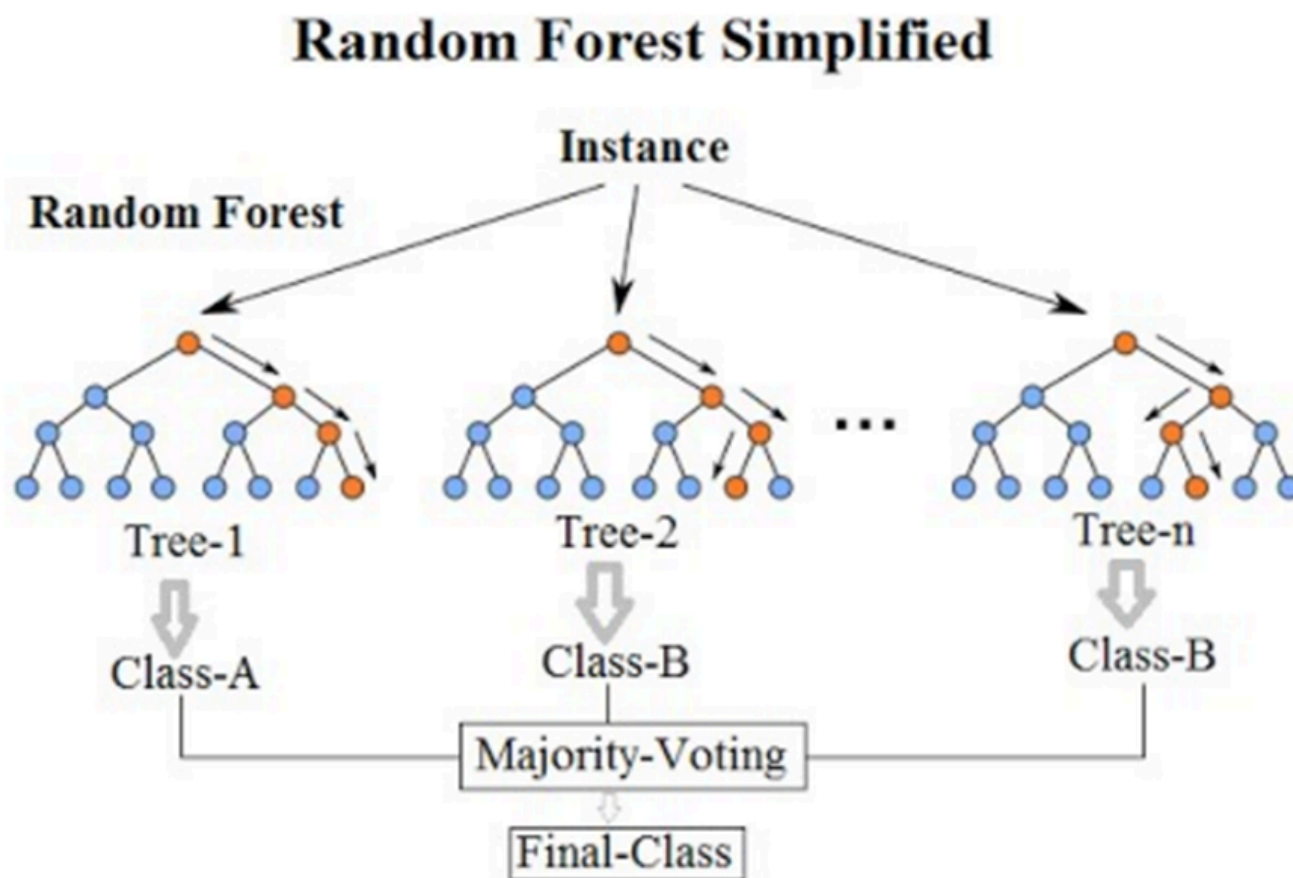 Random Forest Simplified
Instance
Random Forest
...
Tree-1
Tree-2
Tree-n
Class-A
Class-B
Class-B
Majority-Voting
Final-Class